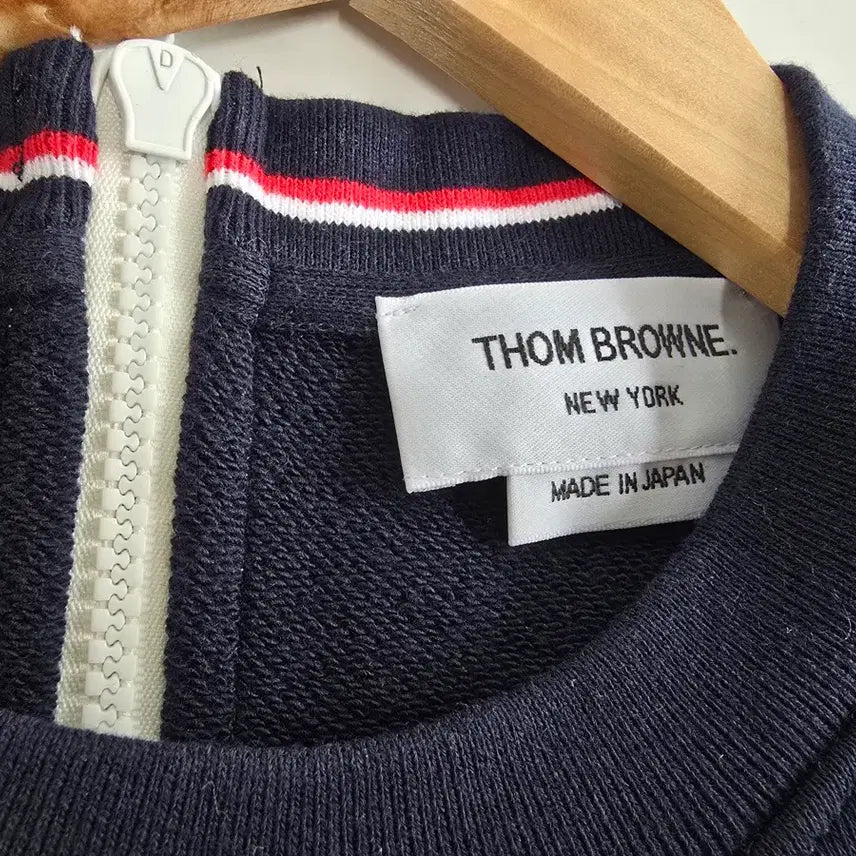 D
THOM BROWNE.
NEW YORK
MADE IN JAPAN